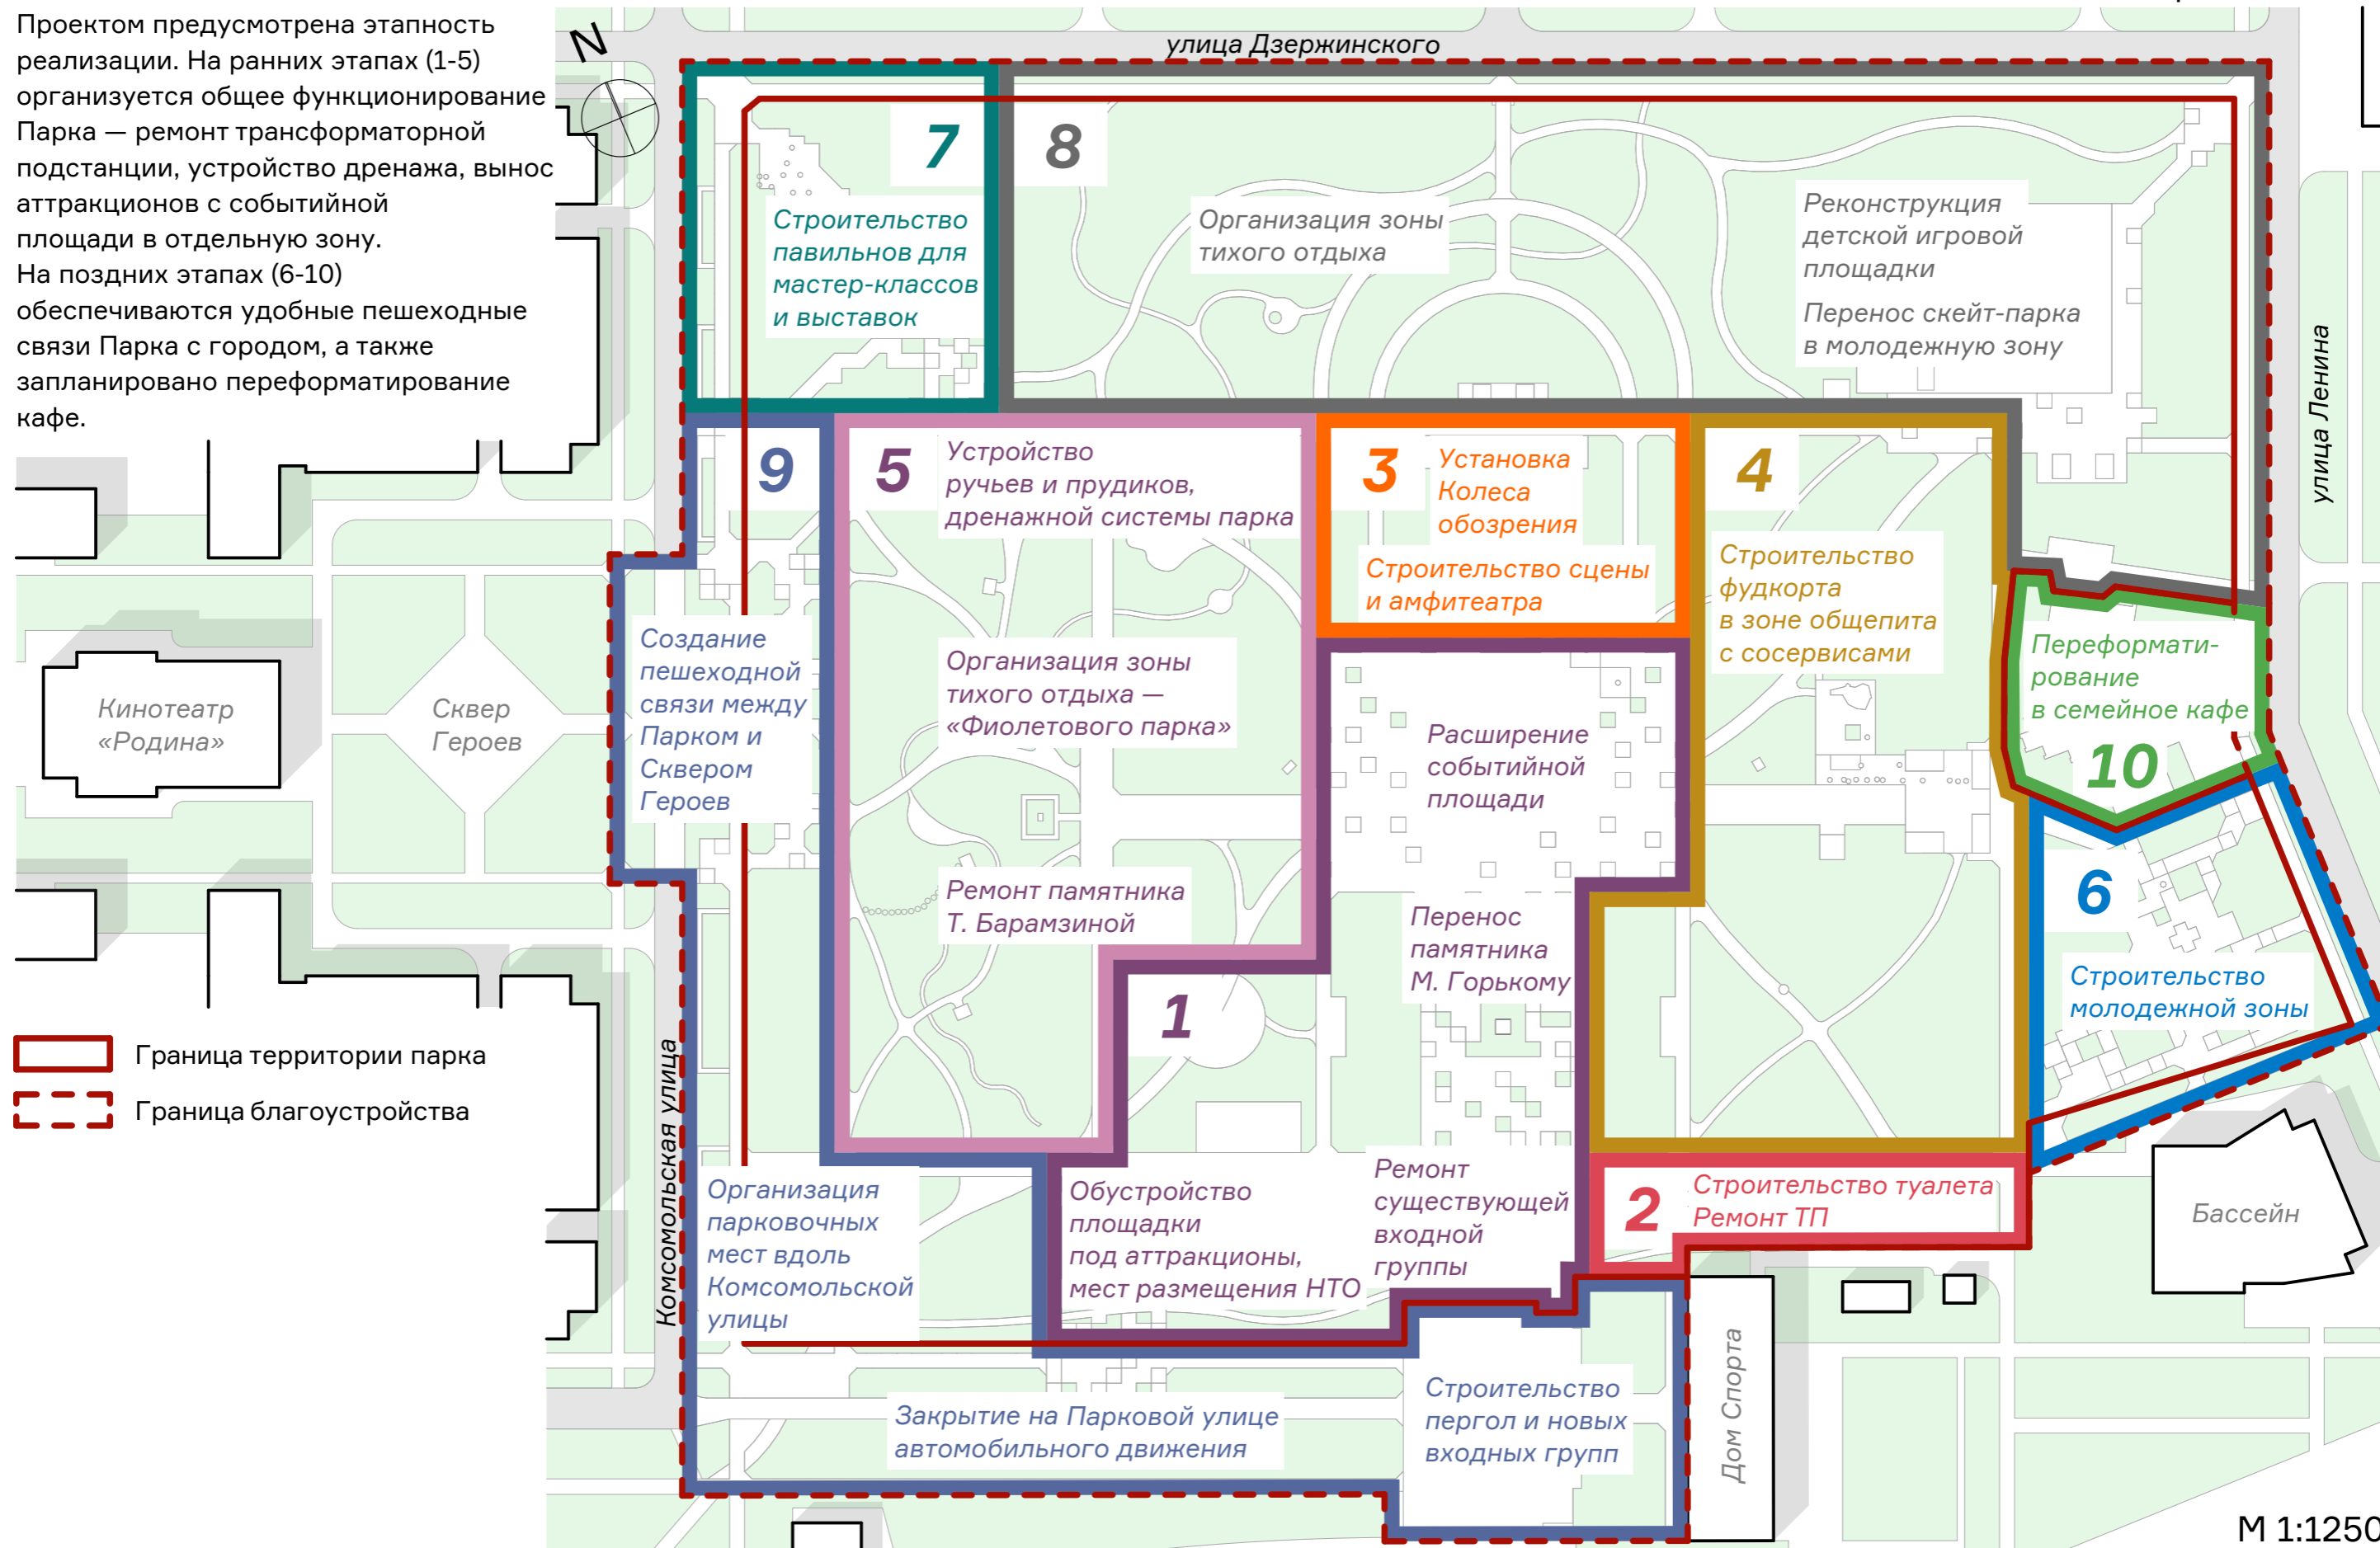 Проектом предусмотрена этапность
реализации. На ранних этапах (1-5)
организуется общее функционирование
Парка — ремонт трансформаторной
подстанции, устройство дренажа, вынос
аттракционов с событийной
площади в отдельную зону.
На поздних этапах (6-10)
обеспечиваются удобные пешеходные
связи Парка с городом, а также
запланировано переформатирование
кафе.
N
улица Дзержинского
7
Строительство
павильнов для
мастер-классов
и выставок
8
Организация зоны
тихого отдыха
Реконструкция
детской игровой
площадки
Перенос скейт-парка
в молодежную зону
улица Ленина
9
Создание
пешеходной
связи между
Парком и
Сквером
Героев
5
Устройство
ручьев и прудиков,
дренажной системы парка
Организация зоны
тихого отдыха —
«Фиолетового парка»
Ремонт памятника
Т. Барамзиной
3
Установка
Колеса
обозрения
Строительство сцены
и амфитеатра
4
Строительство
фудкорта
в зоне общепита
с сосервисами
Переформати-
рование
в семейное кафе
10
Кинотеатр
«Родина»
Сквер
Героев
Расширение
событийной
площади
Перенос
памятника
М. Горькому
1
6
Строительство
молодежной зоны
Граница территории парка
Граница благоустройства
Комсомольская улица
Организация
парковочных
мест вдоль
Комсомольской
улицы
Обустройство
площадки
под аттракционы,
мест размещения НТО
Ремонт
существующей
входной
группы
2
Строительство туалета
Ремонт ТП
Бассейн
Закрытие на Парковой улице
автомобильного движения
Строительство
пергол и новых
входных групп
Дом Спорта
М 1:1250